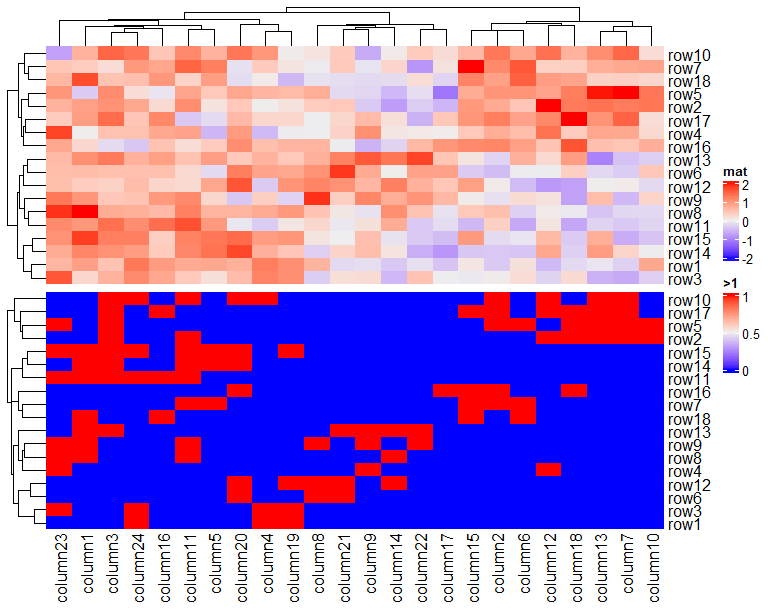 row10
row7
row18
row5
row2
row17
row4
row16
row13
row6
row12
row9
row8
row11
row15
row14
row1
row3
mat
2
1
0
-1
-2
row10
row17
row5
row2
row15
row14
row11
row16
row7
row18
row13
row9
row8
row4
row12
row6
row3
row1
>1
1
0.5
0
column23
column1
column3
column24
column16
column11
column5
column20
column4
column19
column8
column21
column9
column14
column22
column17
column15
column2
column6
column12
column18
column13
column7
column10